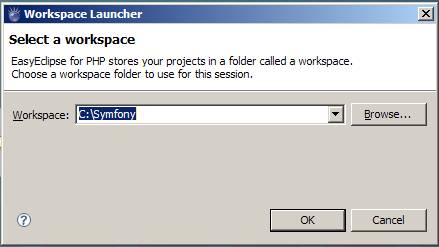 Workspace Launcher
Select a workspace
EasyEclipse for PHP stores your projects in a folder called a workspace.
Choose a workspace folder to use for this session.
Workspace: C:\Symfony Browse...
? OK Cancel